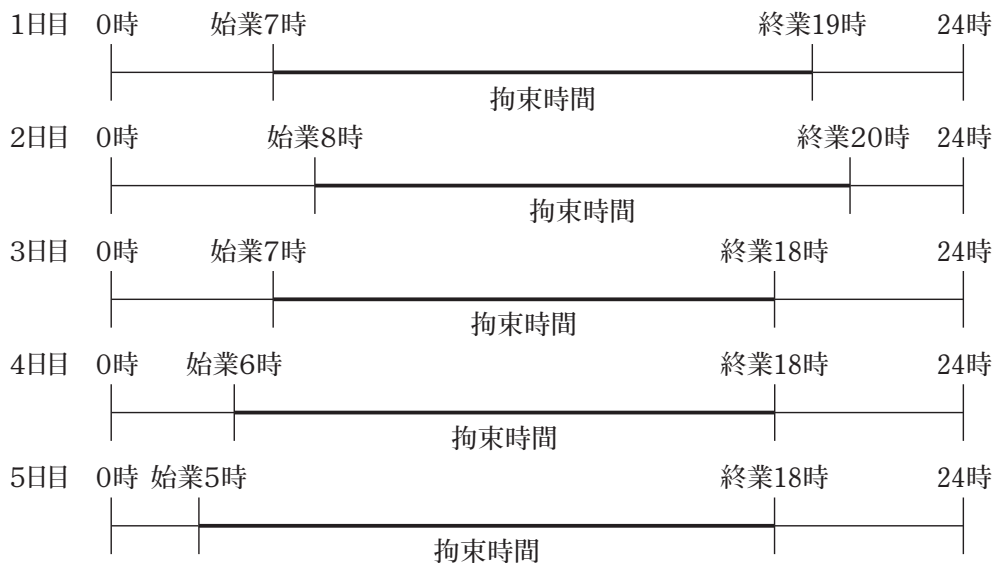 1日目 0時 始業7時 終業19時 24時
拘束時間
2日目 0時 始業8時 終業20時 24時
拘束時間
3日目 0時 始業7時 終業18時 24時
拘束時間
4日目 0時 始業6時 終業18時 24時
拘束時間
5日目 0時 始業5時 終業18時 24時
拘束時間